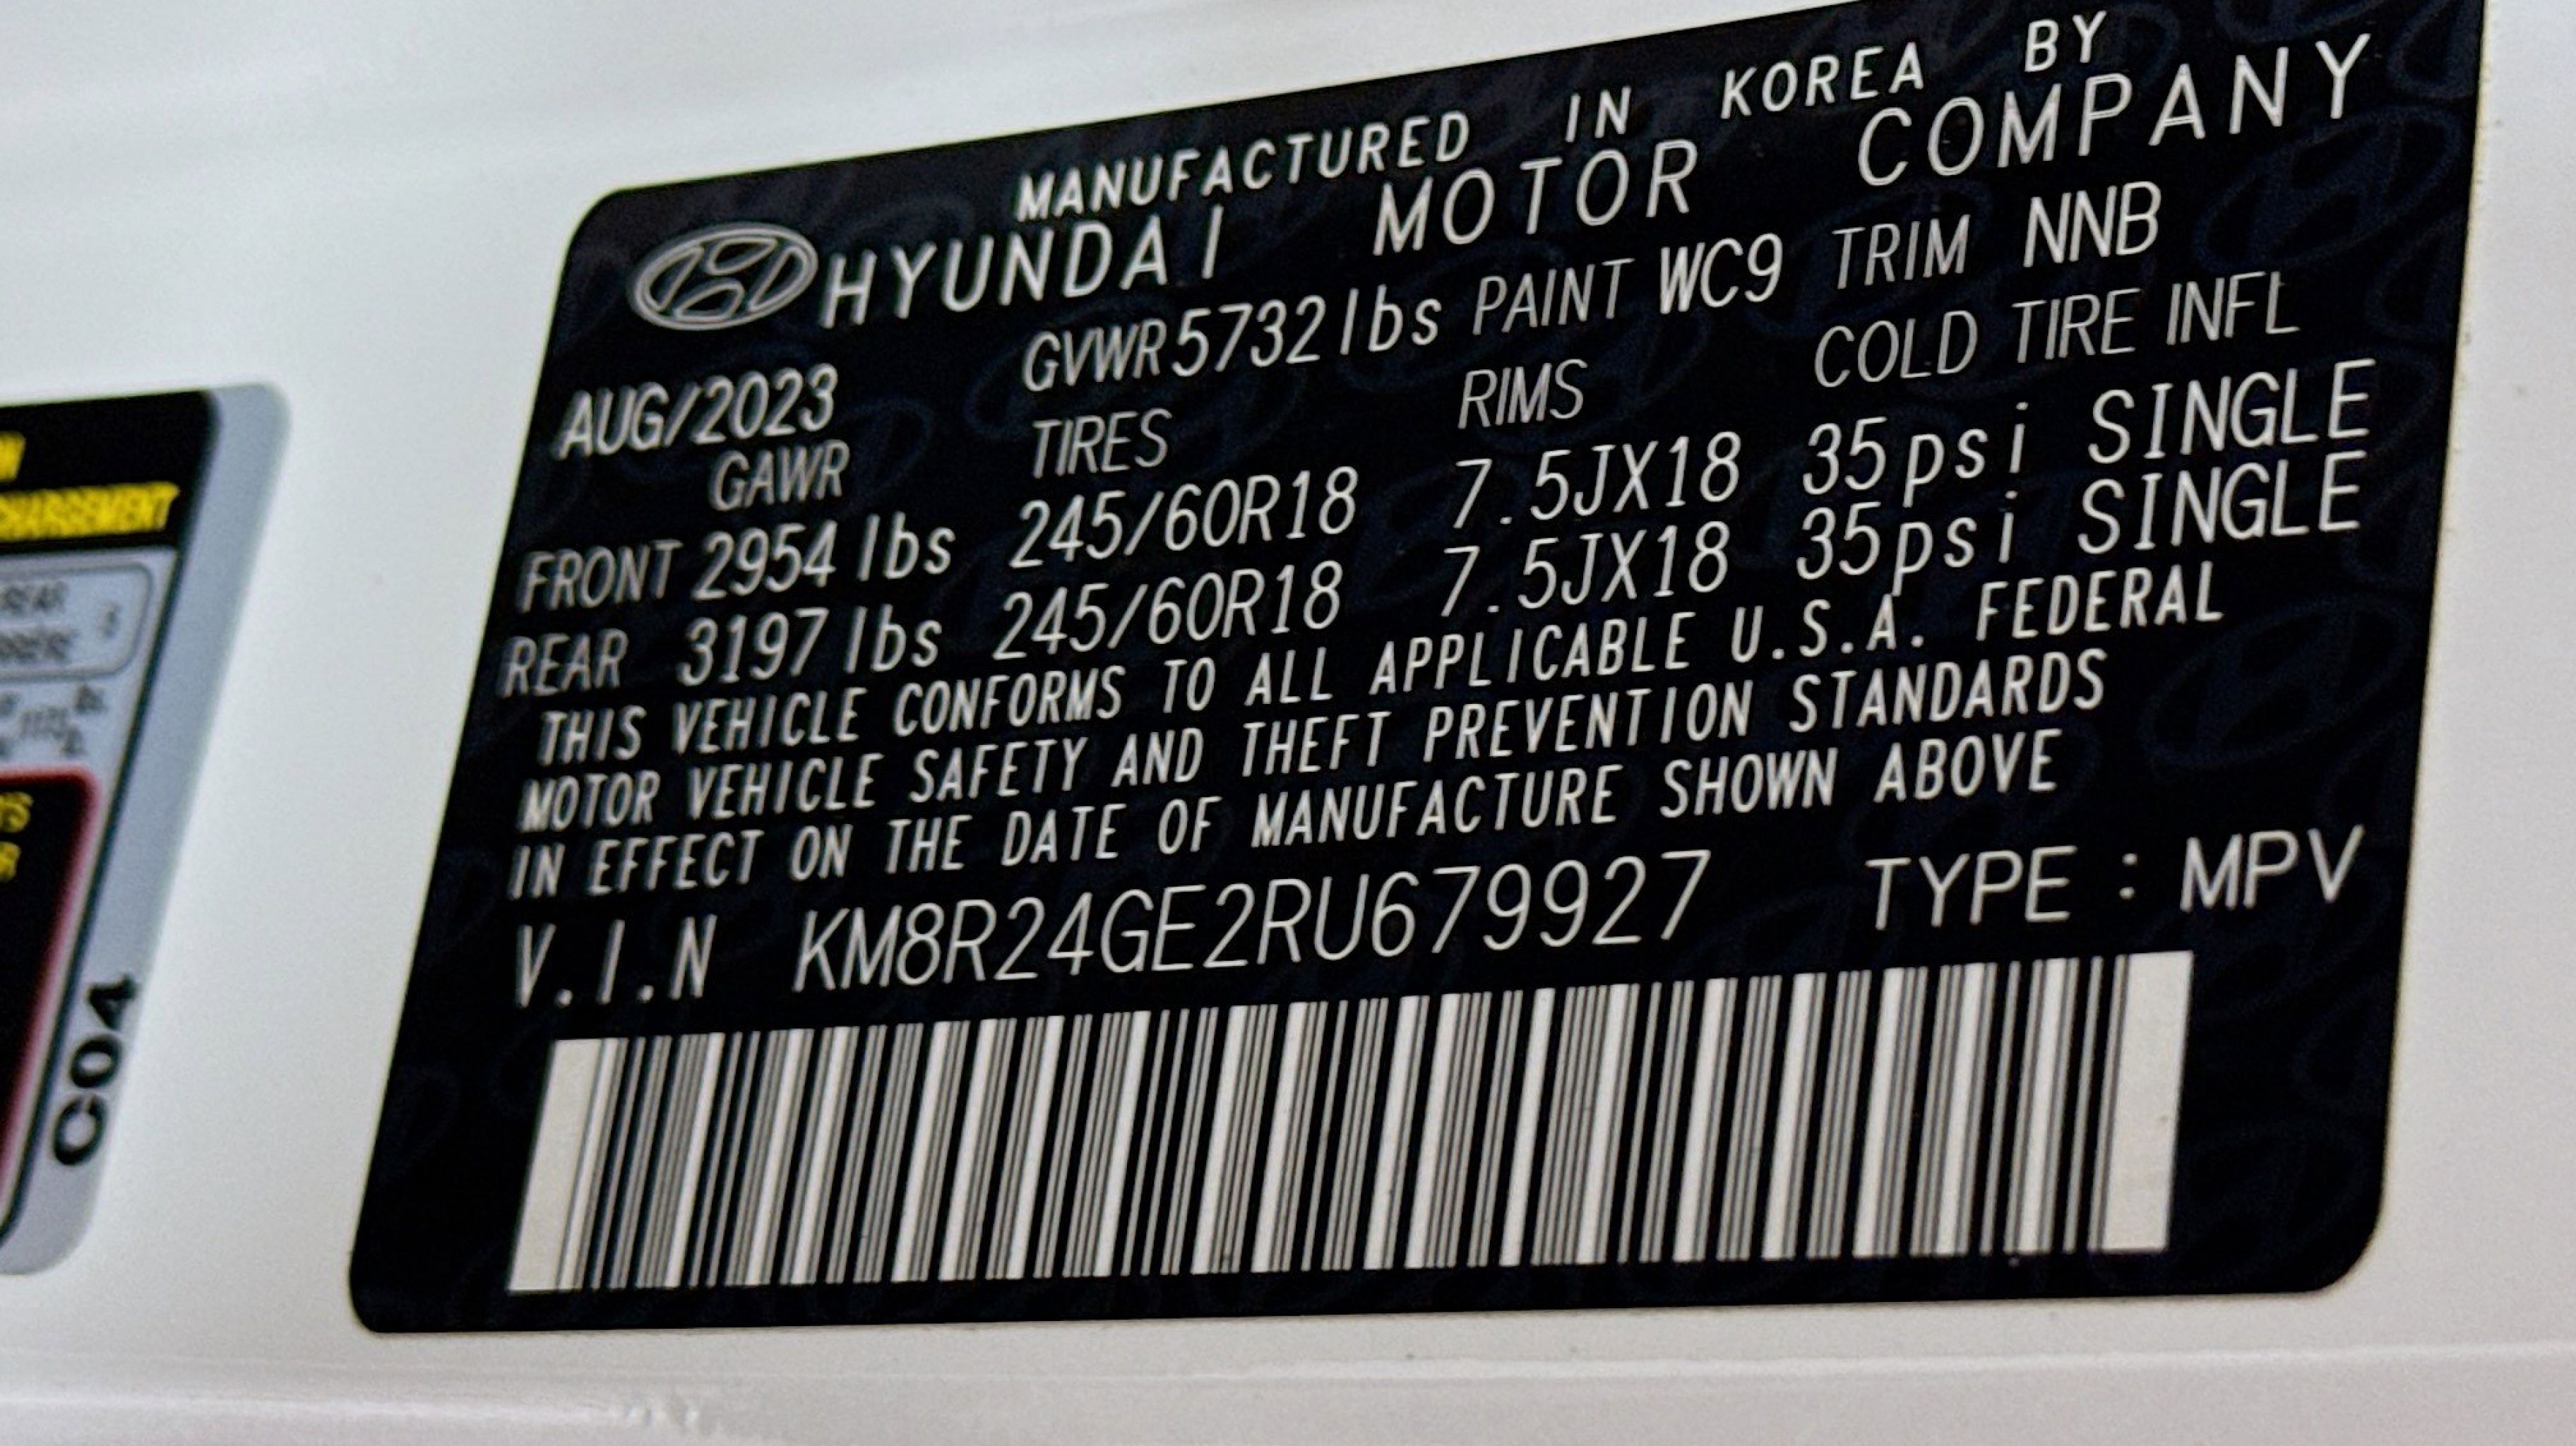 MANUFACTURED IN KOREA BY
HYUNDAI MOTOR COMPANY
AUG/2023 GVWR 5732 lbs PAINT WC9 TRIM NNB
GAWR TIRES RIMS COLD TIRE INFL
FRONT 2954 lbs 245/60R18 7.5JX18 35psi SINGLE
REAR 3197 lbs 245/60R18 7.5JX18 35psi SINGLE
THIS VEHICLE CONFORMS TO ALL APPLICABLE U.S.A. FEDERAL
MOTOR VEHICLE SAFETY AND THEFT PREVENTION STANDARDS
IN EFFECT ON THE DATE OF MANUFACTURE SHOWN ABOVE
V.I.N KM8R24GE2RU679927 TYPE : MPV
REAR
C04